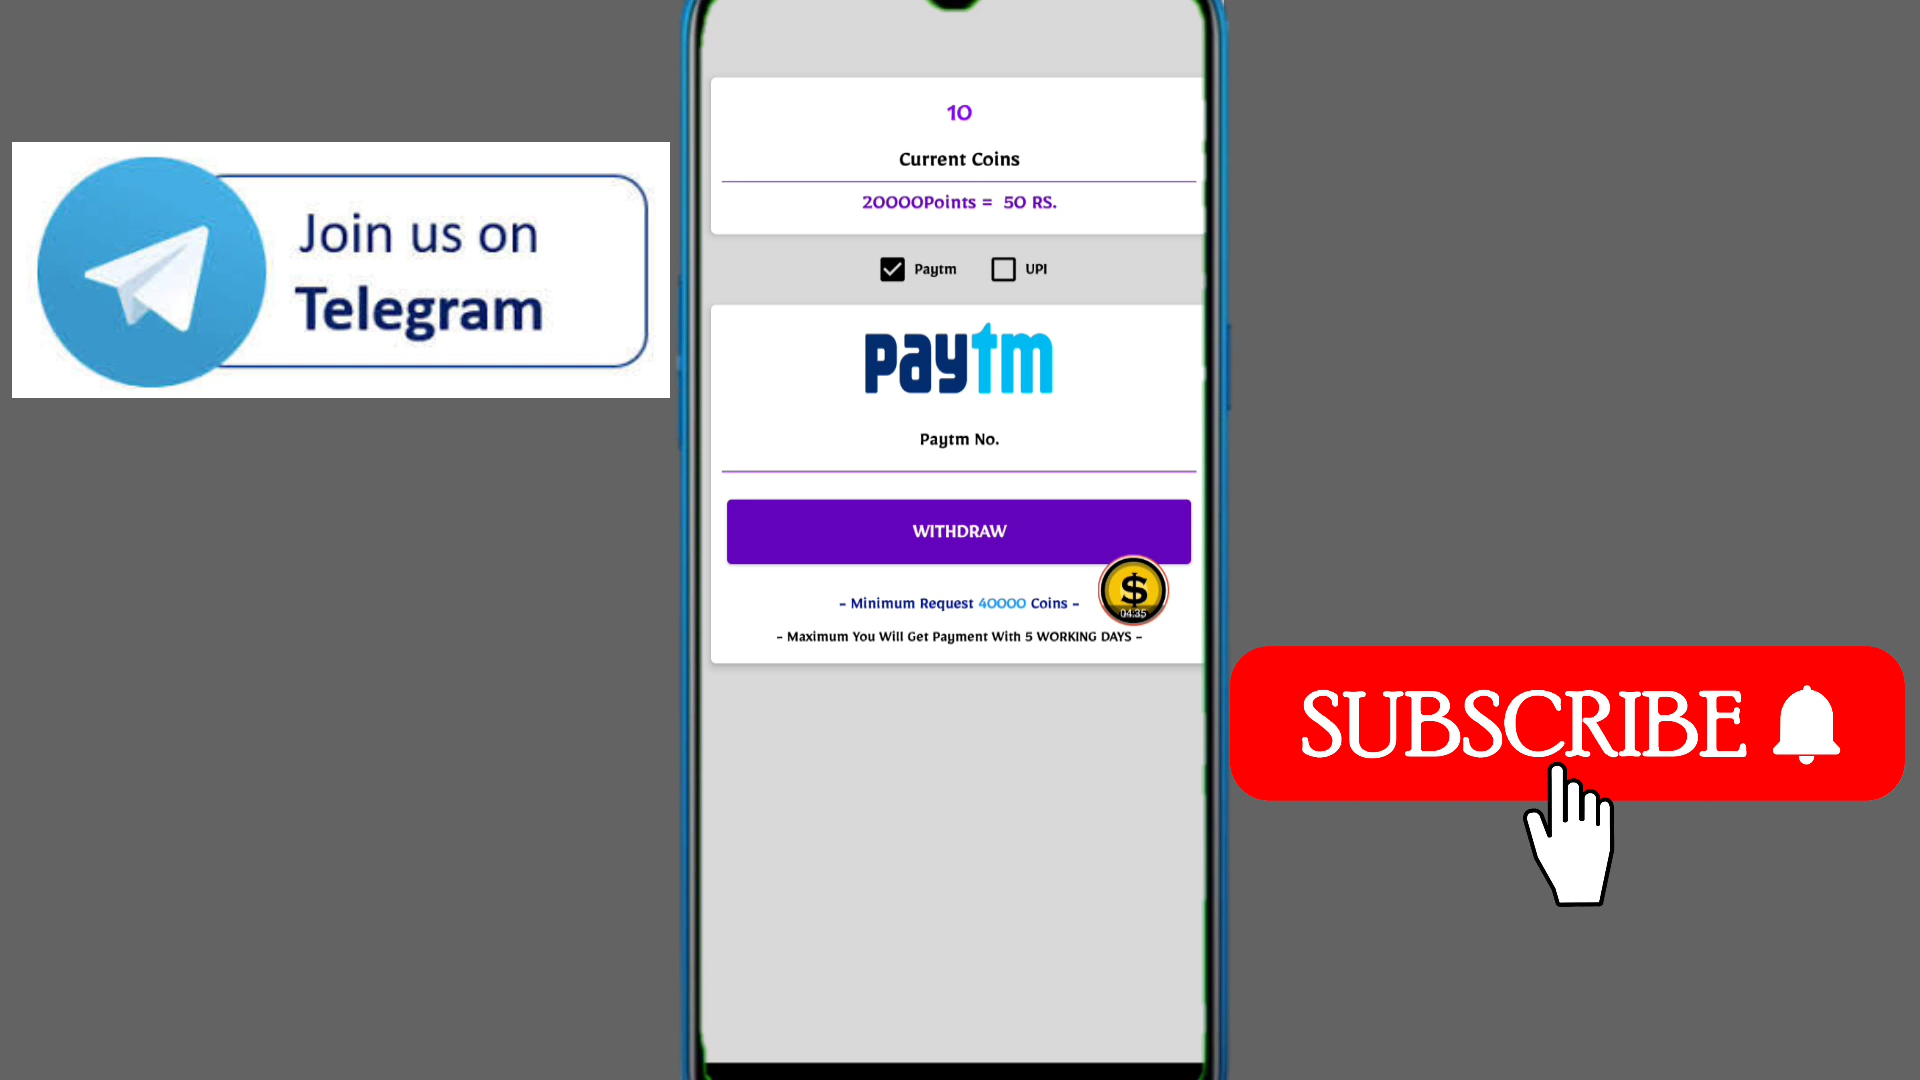 Join us on
Telegram
10
Current Coins
20000Points = 50 RS.
Paytm
UPI
paytm
Paytm No.
WITHDRAW
04:35
- Minimum Request 40000 Coins -
- Maximum You Will Get Payment With 5 WORKING DAYS -
SUBSCRIBE